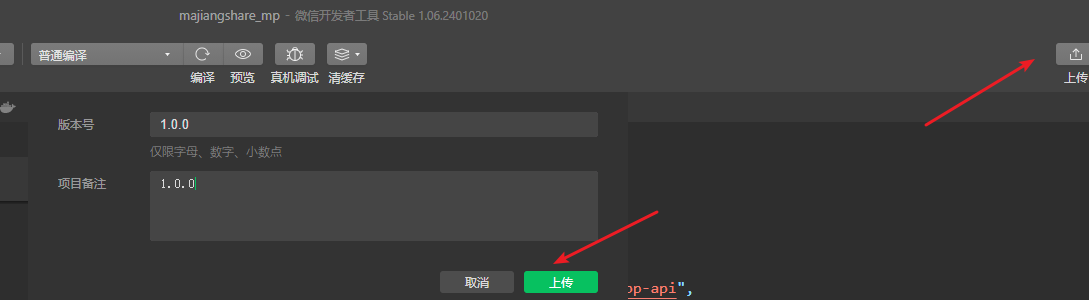 majiangshare_mp - 微信开发者工具 Stable 1.06.2401020
普通编译
编译 预览 真机调试 清缓存 上传
版本号 1.0.0
仅限字母、数字、小数点
项目备注 1.0.0
取消 上传
op-api",